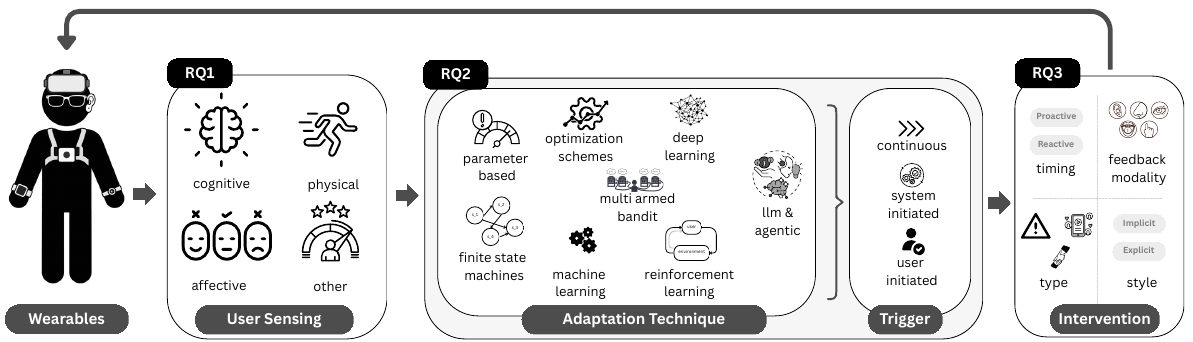 RQ1
RQ2
RQ3
cognitive
physical
affective
other
parameter
based
optimization
schemes
deep
learning
multi armed
bandit
llm &
agentic
finite state
machines
machine
learning
user
environment
reinforcement
learning
continuous
system
initiated
user
initiated
Proactive
Reactive
timing
feedback
modality
type
Implicit
Explicit
style
Wearables
User Sensing
Adaptation Technique
Trigger
Intervention